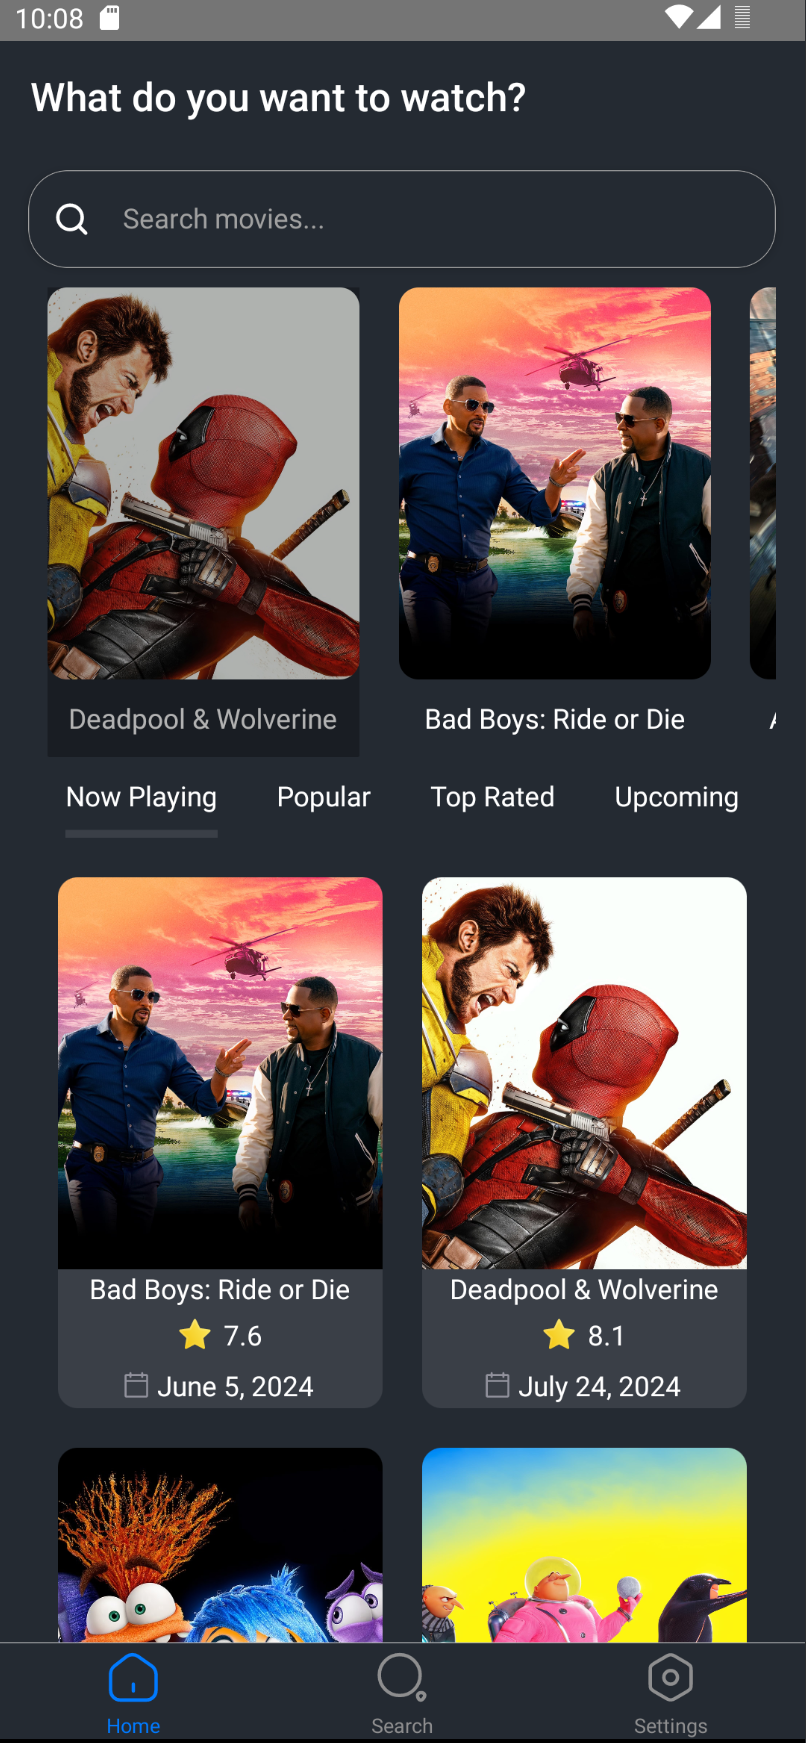 10:08
What do you want to watch?
Search movies...
Deadpool & Wolverine
Bad Boys: Ride or Die
Now Playing
Popular
Top Rated
Upcoming
Bad Boys: Ride or Die
7.6
June 5, 2024
Deadpool & Wolverine
8.1
July 24, 2024
Home
Search
Settings